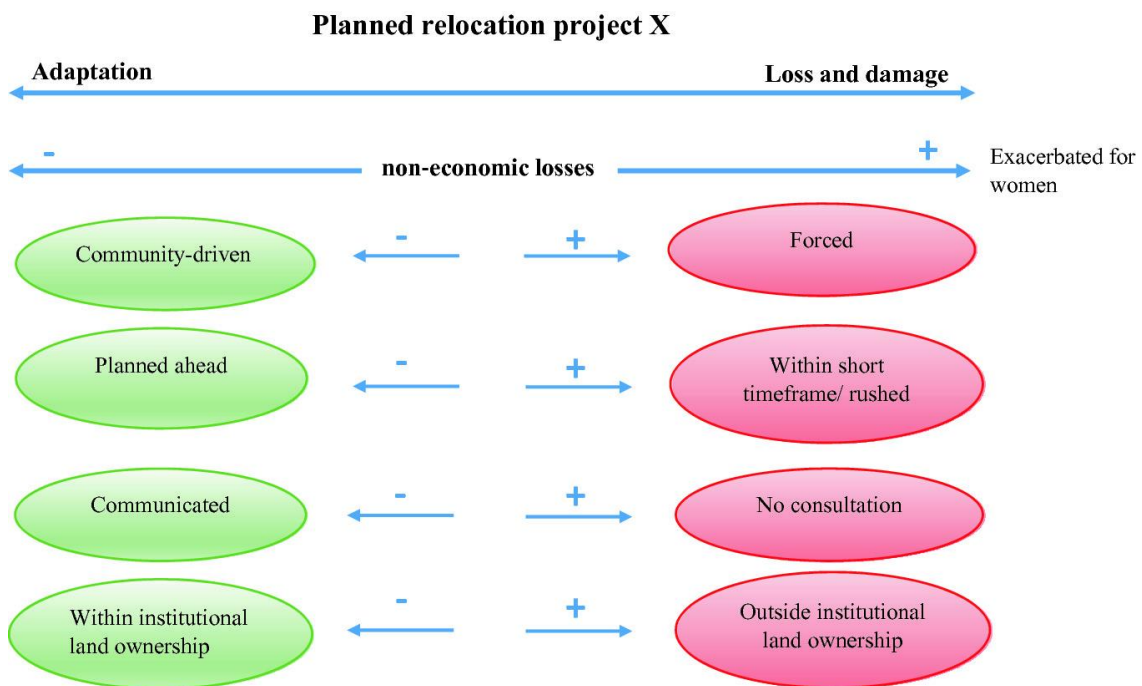 Planned relocation project X
Adaptation
Loss and damage
-
+
non-economic losses
Exacerbated for
women
Community-driven
-
+
Forced
Planned ahead
-
+
Within short
timeframe/ rushed
Communicated
-
+
No consultation
Within institutional
land ownership
-
+
Outside institutional
land ownership